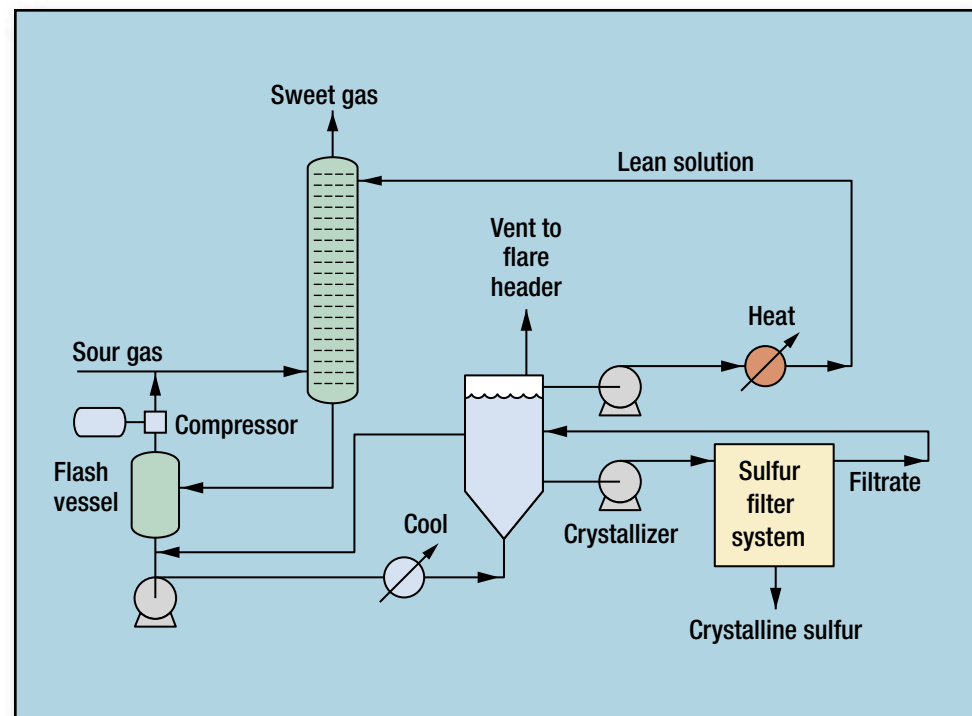 Sweet gas
Lean solution
Vent to
flare
header
Heat
Sour gas
Compressor
Flash
vessel
Cool
Crystallizer
Sulfur
filter
system
Filtrate
Crystalline sulfur